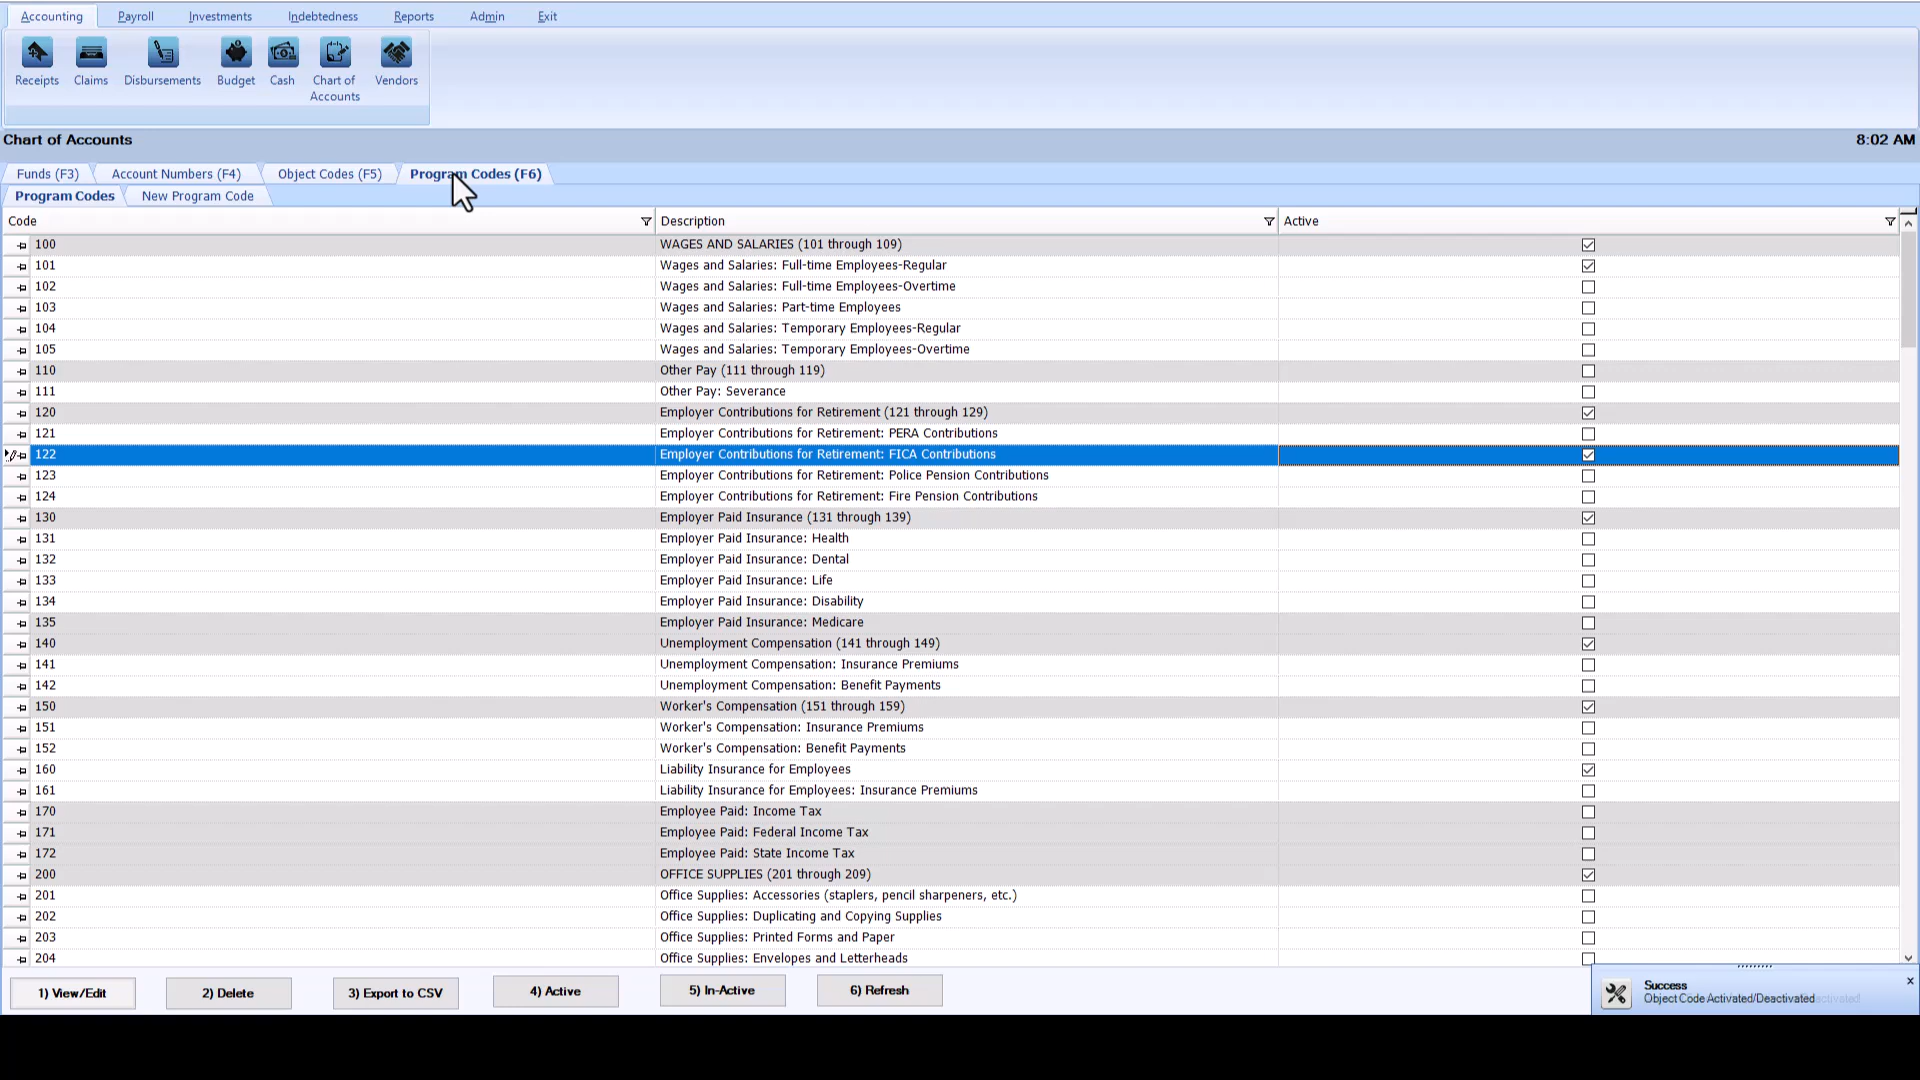 Accounting Payroll Investments Indebtedness Reports Admin Exit
Receipts Claims Disbursements Budget Cash Chart of Accounts Vendors
Chart of Accounts 8:02 AM
Funds (F3) Account Numbers (F4) Object Codes (F5) Program Codes (F6)
Program Codes New Program Code
Code Description Active
100 WAGES AND SALARIES (101 through 109)
101 Wages and Salaries: Full-time Employees-Regular
102 Wages and Salaries: Full-time Employees-Overtime
103 Wages and Salaries: Part-time Employees
104 Wages and Salaries: Temporary Employees-Regular
105 Wages and Salaries: Temporary Employees-Overtime
110 Other Pay (111 through 119)
111 Other Pay: Severance
120 Employer Contributions for Retirement (121 through 129)
121 Employer Contributions for Retirement: PERA Contributions
122 Employer Contributions for Retirement: FICA Contributions
123 Employer Contributions for Retirement: Police Pension Contributions
124 Employer Contributions for Retirement: Fire Pension Contributions
130 Employer Paid Insurance (131 through 139)
131 Employer Paid Insurance: Health
132 Employer Paid Insurance: Dental
133 Employer Paid Insurance: Life
134 Employer Paid Insurance: Disability
135 Employer Paid Insurance: Medicare
140 Unemployment Compensation (141 through 149)
141 Unemployment Compensation: Insurance Premiums
142 Unemployment Compensation: Benefit Payments
150 Worker's Compensation (151 through 159)
151 Worker's Compensation: Insurance Premiums
152 Worker's Compensation: Benefit Payments
160 Liability Insurance for Employees
161 Liability Insurance for Employees: Insurance Premiums
170 Employee Paid: Income Tax
171 Employee Paid: Federal Income Tax
172 Employee Paid: State Income Tax
200 OFFICE SUPPLIES (201 through 209)
201 Office Supplies: Accessories (staplers, pencil sharpeners, etc.)
202 Office Supplies: Duplicating and Copying Supplies
203 Office Supplies: Printed Forms and Paper
204 Office Supplies: Envelopes and Letterheads
1) View/Edit 2) Delete 3) Export to CSV 4) Active 5) In-Active 6) Refresh
Success
Object Code Activated/Deactivated